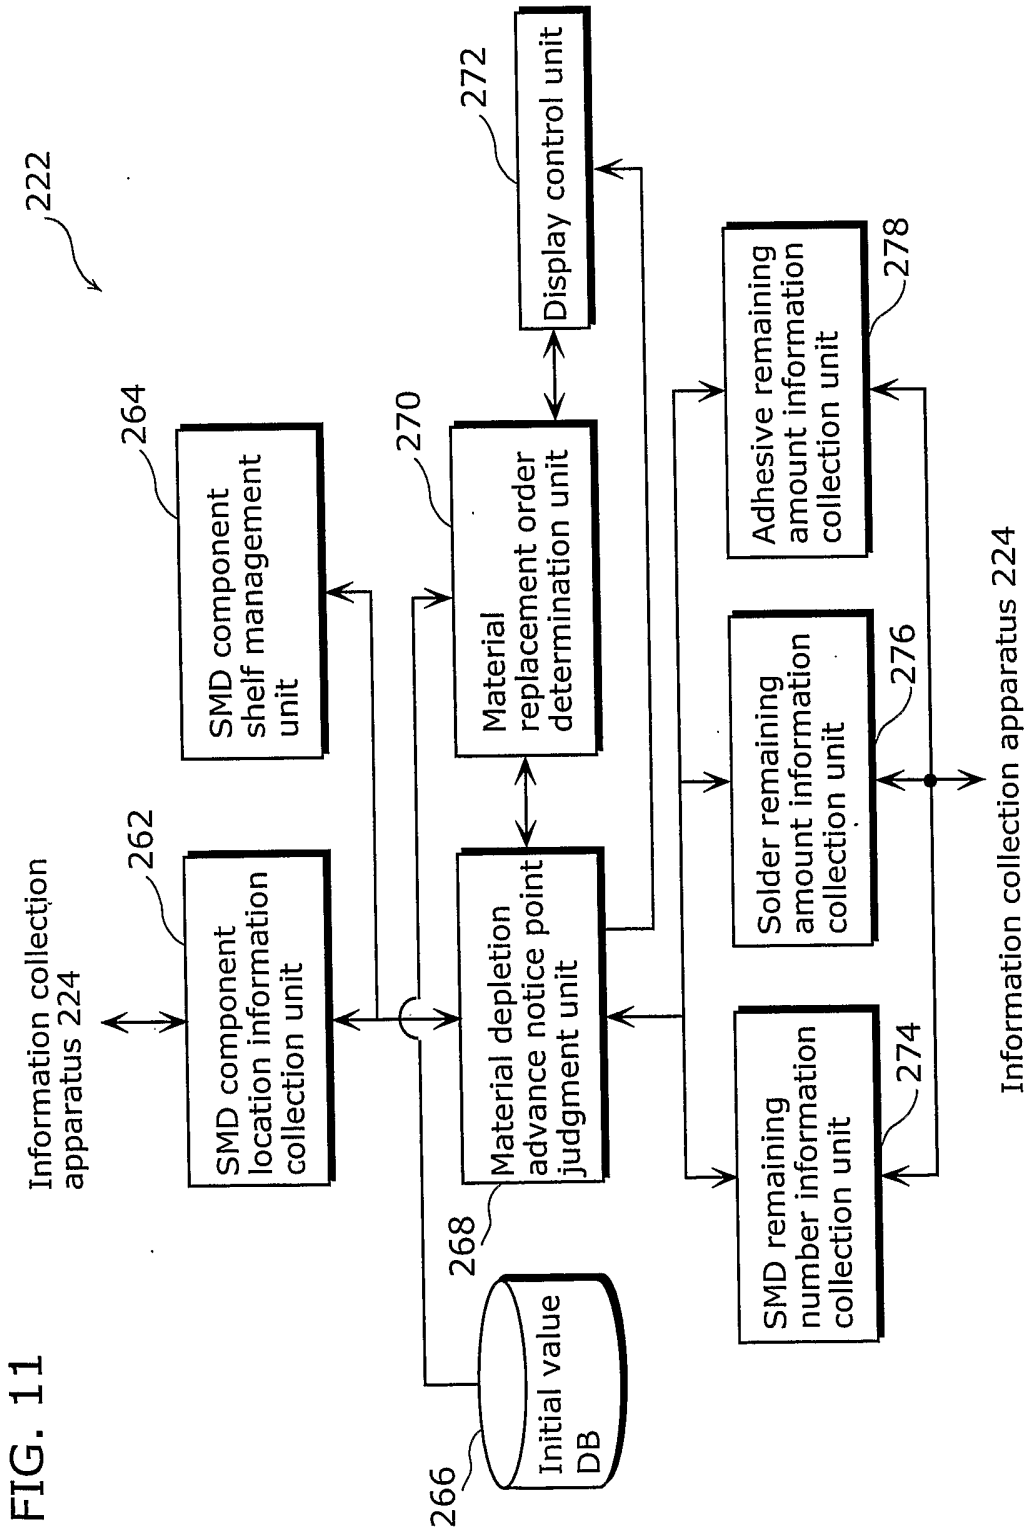 FIG. 11
222
Information collection
apparatus 224
262
SMD component
location information
collection unit
264
SMD component
shelf management
unit
266
Initial value
DB
268
Material depletion
advance notice point
judgment unit
270
Material
replacement order
determination unit
272
Display control unit
274
SMD remaining
number information
collection unit
276
Solder remaining
amount information
collection unit
278
Adhesive remaining
amount information
collection unit
Information collection apparatus 224